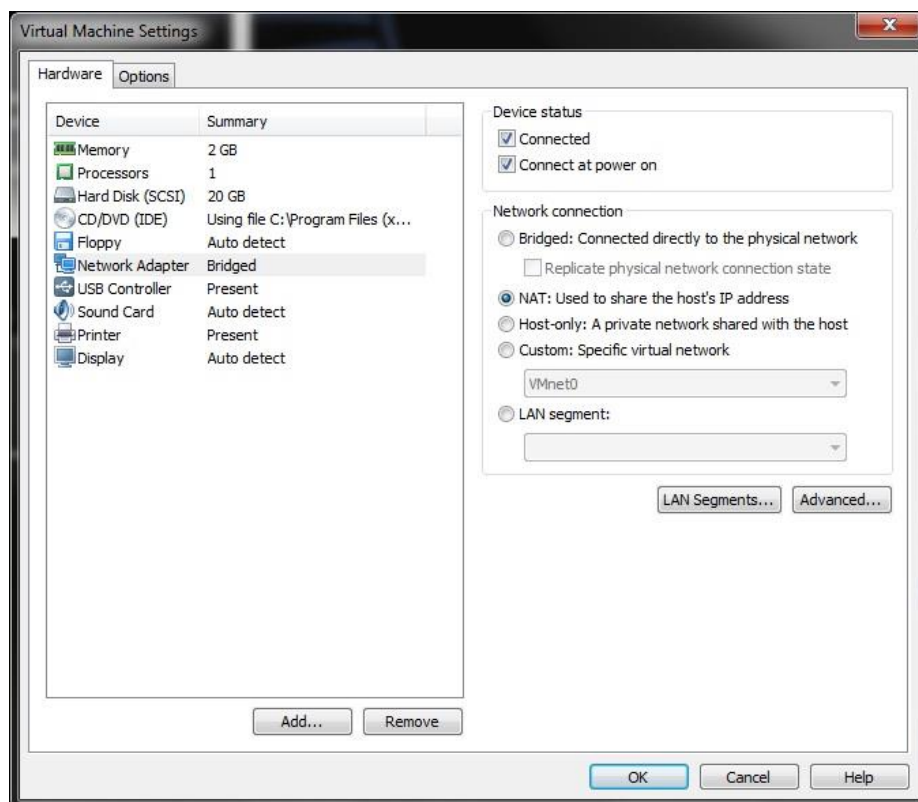 Virtual Machine Settings
Hardware Options
Device Summary
Memory 2 GB
Processors 1
Hard Disk (SCSI) 20 GB
CD/DVD (IDE) Using file C:\Program Files (x...
Floppy Auto detect
Network Adapter Bridged
USB Controller Present
Sound Card Auto detect
Printer Present
Display Auto detect
Add... Remove
Device status
Connected
Connect at power on
Network connection
Bridged: Connected directly to the physical network
Replicate physical network connection state
NAT: Used to share the host's IP address
Host-only: A private network shared with the host
Custom: Specific virtual network
VMnet0
LAN segment:
LAN Segments... Advanced...
OK Cancel Help